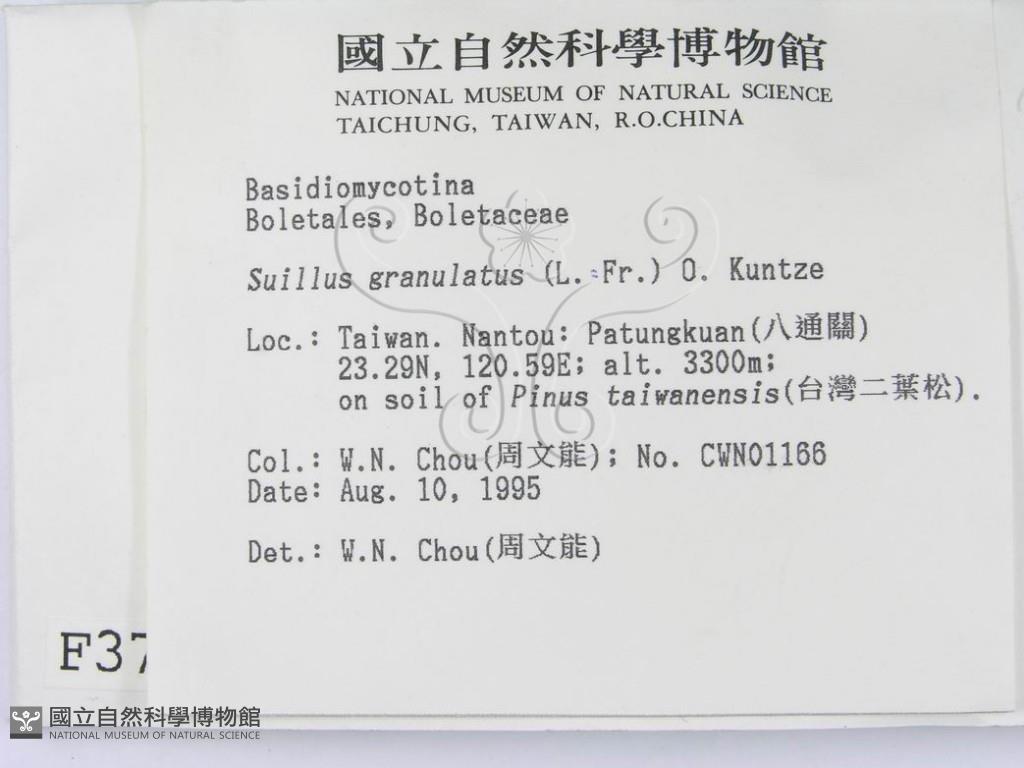 國立自然科學博物館
NATIONAL MUSEUM OF NATURAL SCIENCE
TAICHUNG, TAIWAN, R.O.CHINA
Basidiomycotina
Boletales, Boletaceae
Suillus granulatus (L.:Fr.) O. Kuntze
Loc.: Taiwan. Nantou: Patungkuan(八通關)
23.29N, 120.59E; alt. 3300m;
on soil of Pinus taiwanensis(台灣二葉松).
Col.: W.N. Chou(周文能); No. CWN01166
Date: Aug. 10, 1995
Det.: W.N. Chou(周文能)
F37
國立自然科學博物館
NATIONAL MUSEUM OF NATURAL SCIENCE